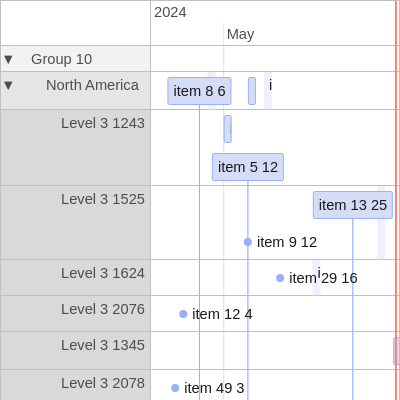 2024
May
▼ Group 10
▼ North America
item 8 6
i
Level 3 1243
item 5 12
Level 3 1525
item 13 25
item 9 12
Level 3 1624
i
item 29 16
Level 3 2076
item 12 4
Level 3 1345
Level 3 2078
item 49 3